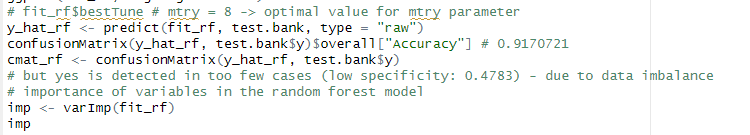 # fit_rf$bestTune # mtry = 8 -> optimal value for mtry parameter
y_hat_rf <- predict(fit_rf, test.bank, type = "raw")
confusionMatrix(y_hat_rf, test.bank$y)$overall["Accuracy"] # 0.9170721
cmat_rf <- confusionMatrix(y_hat_rf, test.bank$y)
# but yes is detected in too few cases (low specificity: 0.4783) - due to data imbalance
# importance of variables in the random forest model
imp <- varImp(fit_rf)
imp